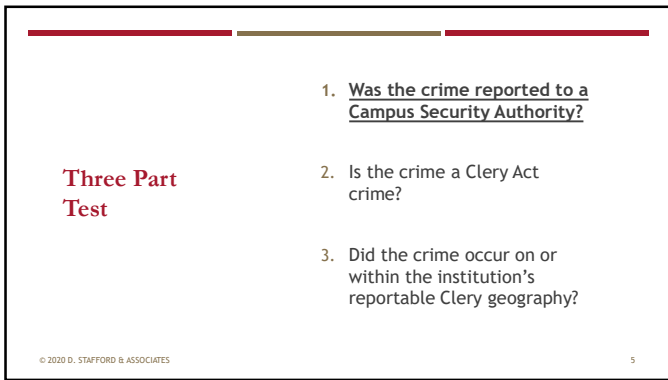 Three Part
Test
1. Was the crime reported to a
Campus Security Authority?
2. Is the crime a Clery Act
crime?
3. Did the crime occur on or
within the institution's
reportable Clery geography?
© 2020 D. STAFFORD & ASSOCIATES
5